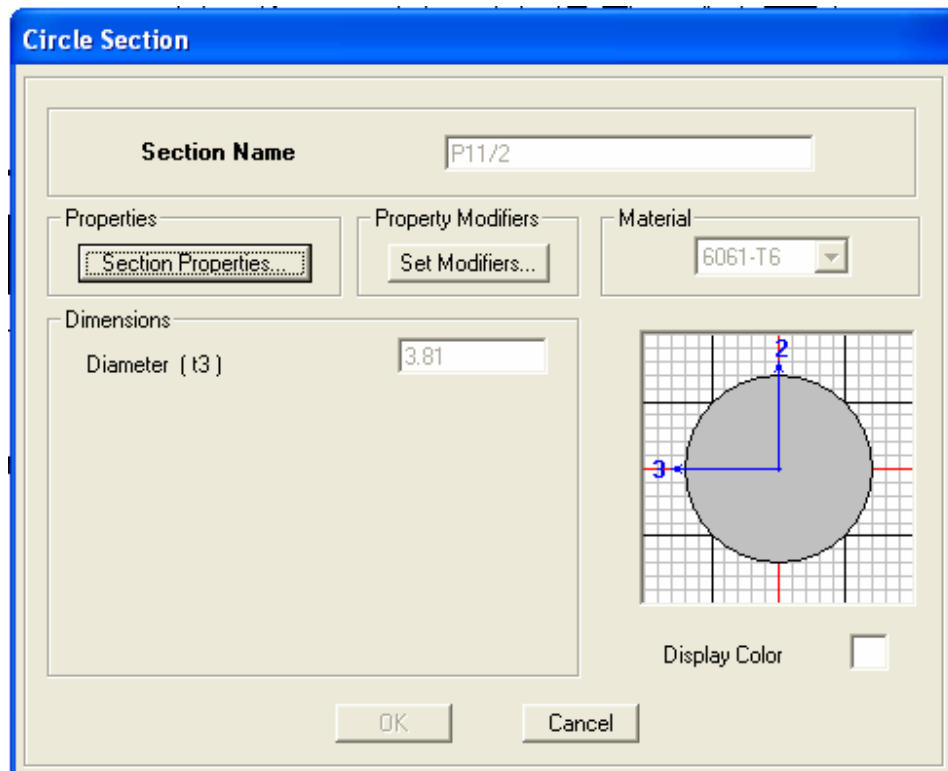 Circle Section
Section Name P11/2
Properties Property Modifiers Material
Section Properties... Set Modifiers... 6061-T6
Dimensions
Diameter ( t3 ) 3.81
2
3
Display Color
OK Cancel